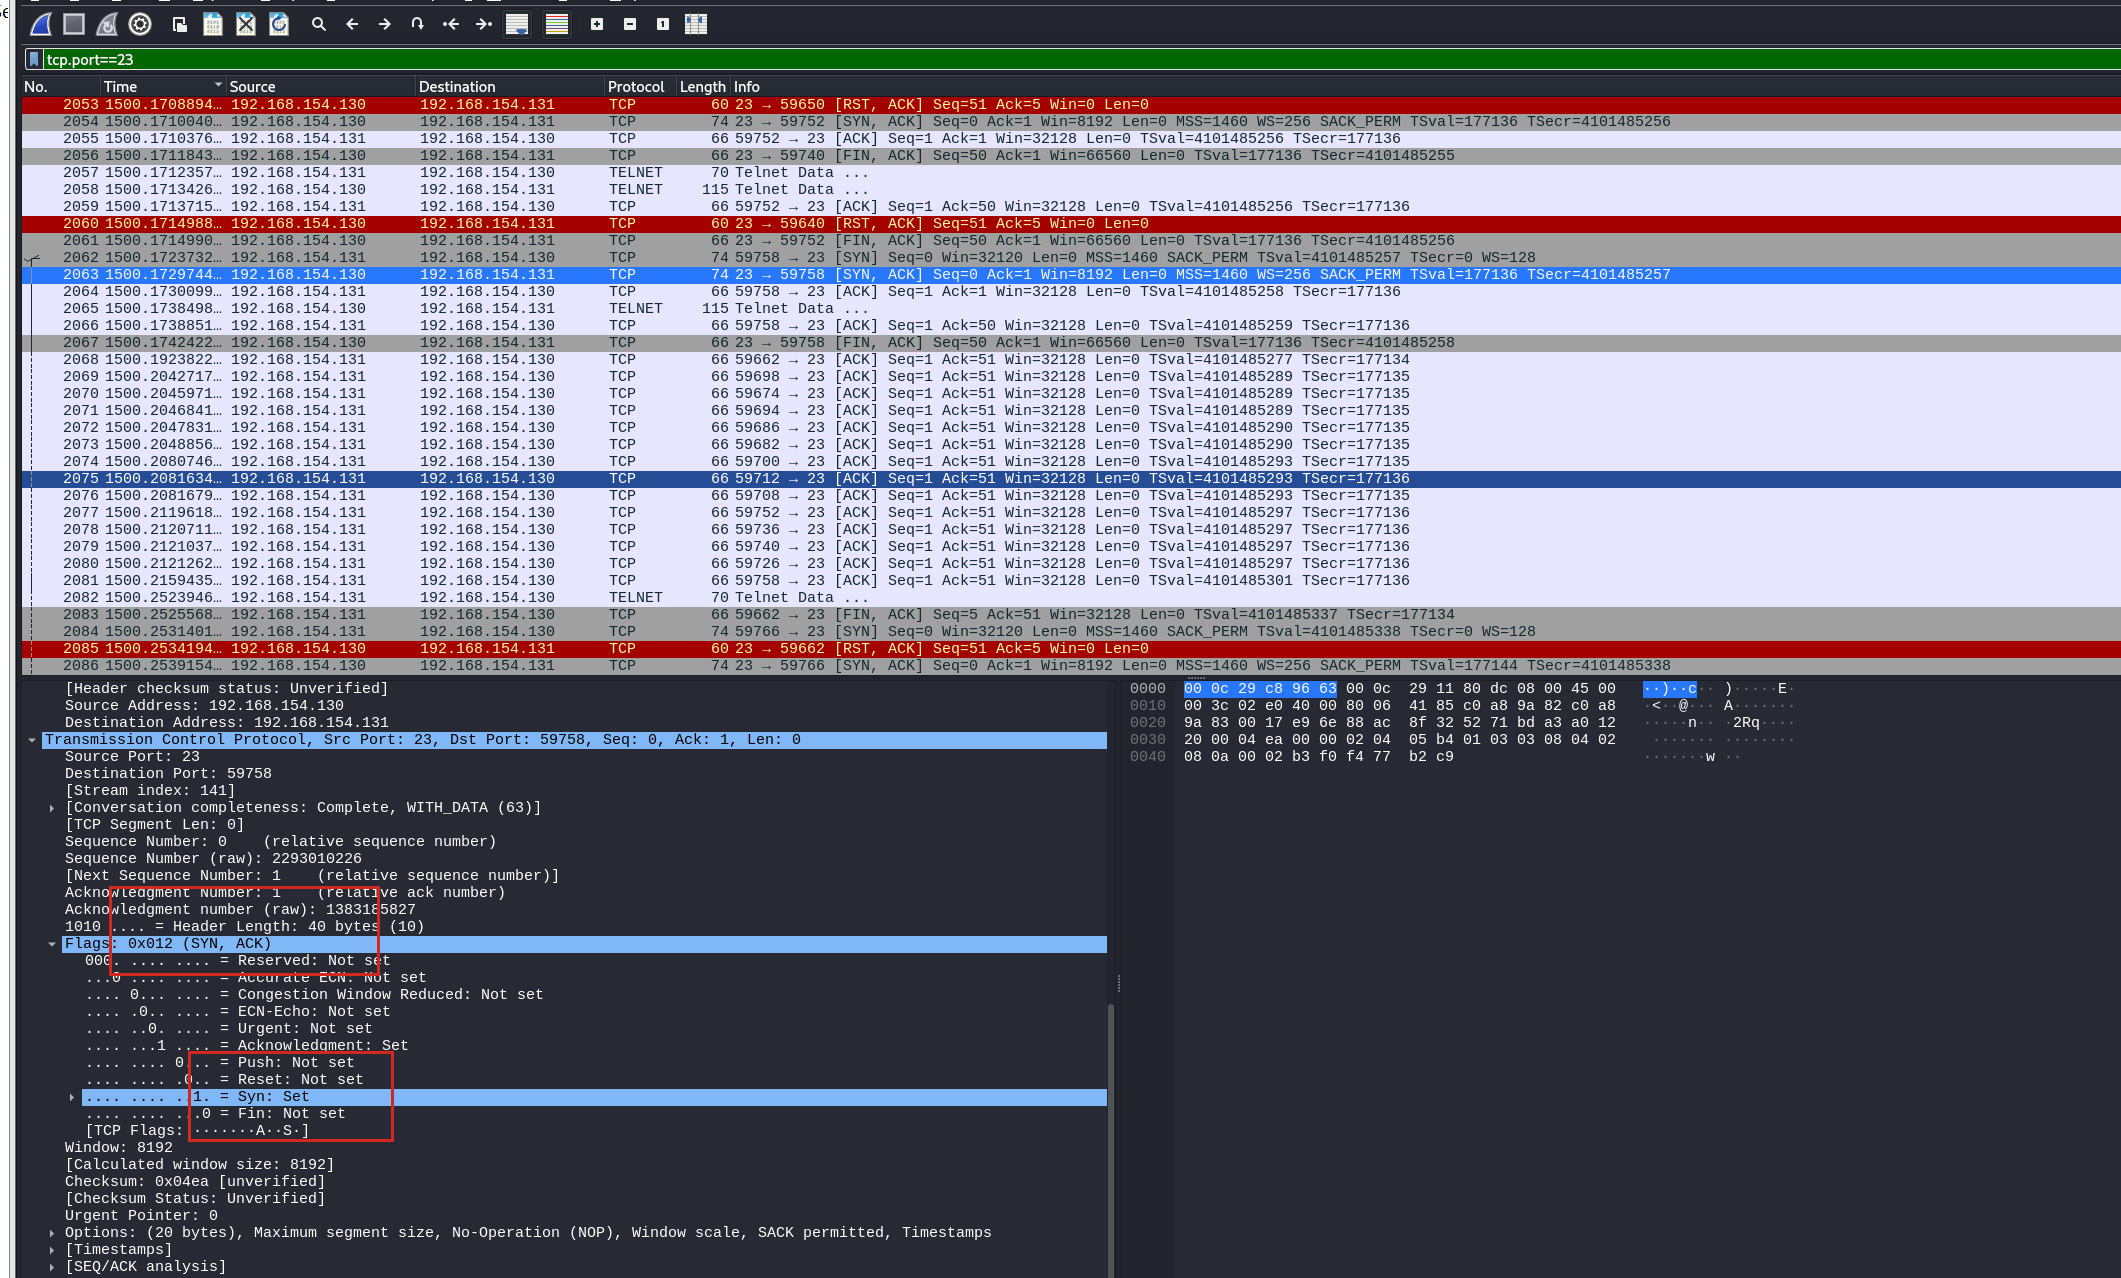 tcp.port==23
No. Time Source Destination Protocol Length Info
2053 1500.1708894… 192.168.154.130 192.168.154.131 TCP 60 23 → 59650 [RST, ACK] Seq=51 Ack=5 Win=0 Len=0
2054 1500.1710040… 192.168.154.130 192.168.154.131 TCP 74 23 → 59752 [SYN, ACK] Seq=0 Ack=1 Win=8192 Len=0 MSS=1460 WS=256 SACK_PERM TSval=177136 TSecr=4101485256
2055 1500.1710376… 192.168.154.131 192.168.154.130 TCP 66 59752 → 23 [ACK] Seq=1 Ack=1 Win=32128 Len=0 TSval=4101485256 TSecr=177136
2056 1500.1711843… 192.168.154.130 192.168.154.131 TCP 66 23 → 59740 [FIN, ACK] Seq=50 Ack=1 Win=66560 Len=0 TSval=177136 TSecr=4101485255
2057 1500.1712357… 192.168.154.131 192.168.154.130 TELNET 70 Telnet Data ...
2058 1500.1713426… 192.168.154.130 192.168.154.131 TELNET 115 Telnet Data ...
2059 1500.1713715… 192.168.154.131 192.168.154.130 TCP 66 59752 → 23 [ACK] Seq=1 Ack=50 Win=32128 Len=0 TSval=4101485256 TSecr=177136
2060 1500.1714988… 192.168.154.130 192.168.154.131 TCP 60 23 → 59640 [RST, ACK] Seq=51 Ack=5 Win=0 Len=0
2061 1500.1714990… 192.168.154.130 192.168.154.131 TCP 66 23 → 59752 [FIN, ACK] Seq=50 Ack=1 Win=66560 Len=0 TSval=177136 TSecr=4101485256
2062 1500.1723732… 192.168.154.131 192.168.154.130 TCP 74 59758 → 23 [SYN] Seq=0 Win=32120 Len=0 MSS=1460 SACK_PERM TSval=4101485257 TSecr=0 WS=128
2063 1500.1729744… 192.168.154.130 192.168.154.131 TCP 74 23 → 59758 [SYN, ACK] Seq=0 Ack=1 Win=8192 Len=0 MSS=1460 WS=256 SACK_PERM TSval=177136 TSecr=4101485257
2064 1500.1730099… 192.168.154.131 192.168.154.130 TCP 66 59758 → 23 [ACK] Seq=1 Ack=1 Win=32128 Len=0 TSval=4101485258 TSecr=177136
2065 1500.1738498… 192.168.154.130 192.168.154.131 TELNET 115 Telnet Data ...
2066 1500.1738851… 192.168.154.131 192.168.154.130 TCP 66 59758 → 23 [ACK] Seq=1 Ack=50 Win=32128 Len=0 TSval=4101485259 TSecr=177136
2067 1500.1742422… 192.168.154.130 192.168.154.131 TCP 66 23 → 59758 [FIN, ACK] Seq=50 Ack=1 Win=66560 Len=0 TSval=177136 TSecr=4101485258
2068 1500.1923822… 192.168.154.131 192.168.154.130 TCP 66 59662 → 23 [ACK] Seq=1 Ack=51 Win=32128 Len=0 TSval=4101485277 TSecr=177134
2069 1500.2042717… 192.168.154.131 192.168.154.130 TCP 66 59698 → 23 [ACK] Seq=1 Ack=51 Win=32128 Len=0 TSval=4101485289 TSecr=177135
2070 1500.2045971… 192.168.154.131 192.168.154.130 TCP 66 59674 → 23 [ACK] Seq=1 Ack=51 Win=32128 Len=0 TSval=4101485289 TSecr=177135
2071 1500.2046841… 192.168.154.131 192.168.154.130 TCP 66 59694 → 23 [ACK] Seq=1 Ack=51 Win=32128 Len=0 TSval=4101485289 TSecr=177135
2072 1500.2047831… 192.168.154.131 192.168.154.130 TCP 66 59686 → 23 [ACK] Seq=1 Ack=51 Win=32128 Len=0 TSval=4101485290 TSecr=177135
2073 1500.2048856… 192.168.154.131 192.168.154.130 TCP 66 59682 → 23 [ACK] Seq=1 Ack=51 Win=32128 Len=0 TSval=4101485290 TSecr=177135
2074 1500.2080746… 192.168.154.131 192.168.154.130 TCP 66 59700 → 23 [ACK] Seq=1 Ack=51 Win=32128 Len=0 TSval=4101485293 TSecr=177135
2075 1500.2081634… 192.168.154.131 192.168.154.130 TCP 66 59712 → 23 [ACK] Seq=1 Ack=51 Win=32128 Len=0 TSval=4101485293 TSecr=177136
2076 1500.2081679… 192.168.154.131 192.168.154.130 TCP 66 59708 → 23 [ACK] Seq=1 Ack=51 Win=32128 Len=0 TSval=4101485293 TSecr=177135
2077 1500.2119618… 192.168.154.131 192.168.154.130 TCP 66 59752 → 23 [ACK] Seq=1 Ack=51 Win=32128 Len=0 TSval=4101485297 TSecr=177136
2078 1500.2120711… 192.168.154.131 192.168.154.130 TCP 66 59736 → 23 [ACK] Seq=1 Ack=51 Win=32128 Len=0 TSval=4101485297 TSecr=177136
2079 1500.2121037… 192.168.154.131 192.168.154.130 TCP 66 59740 → 23 [ACK] Seq=1 Ack=51 Win=32128 Len=0 TSval=4101485297 TSecr=177136
2080 1500.2121262… 192.168.154.131 192.168.154.130 TCP 66 59726 → 23 [ACK] Seq=1 Ack=51 Win=32128 Len=0 TSval=4101485297 TSecr=177136
2081 1500.2159435… 192.168.154.131 192.168.154.130 TCP 66 59758 → 23 [ACK] Seq=1 Ack=51 Win=32128 Len=0 TSval=4101485301 TSecr=177136
2082 1500.2523946… 192.168.154.131 192.168.154.130 TELNET 70 Telnet Data ...
2083 1500.2525568… 192.168.154.131 192.168.154.130 TCP 66 59662 → 23 [FIN, ACK] Seq=5 Ack=51 Win=32128 Len=0 TSval=4101485337 TSecr=177134
2084 1500.2531401… 192.168.154.131 192.168.154.130 TCP 74 59766 → 23 [SYN] Seq=0 Win=32120 Len=0 MSS=1460 SACK_PERM TSval=4101485338 TSecr=0 WS=128
2085 1500.2534194… 192.168.154.130 192.168.154.131 TCP 60 23 → 59662 [RST, ACK] Seq=51 Ack=5 Win=0 Len=0
2086 1500.2539154… 192.168.154.130 192.168.154.131 TCP 74 23 → 59766 [SYN, ACK] Seq=0 Ack=1 Win=8192 Len=0 MSS=1460 WS=256 SACK_PERM TSval=177144 TSecr=4101485338
[Header checksum status: Unverified]
Source Address: 192.168.154.130
Destination Address: 192.168.154.131
Transmission Control Protocol, Src Port: 23, Dst Port: 59758, Seq: 0, Ack: 1, Len: 0
Source Port: 23
Destination Port: 59758
[Stream index: 141]
[Conversation completeness: Complete, WITH_DATA (63)]
[TCP Segment Len: 0]
Sequence Number: 0 (relative sequence number)
Sequence Number (raw): 2293010226
[Next Sequence Number: 1 (relative sequence number)]
Acknowledgment Number: 1 (relative ack number)
Acknowledgment number (raw): 1383185827
1010 .... = Header Length: 40 bytes (10)
Flags: 0x012 (SYN, ACK)
000. .... .... = Reserved: Not set
...0 .... .... = Accurate ECN: Not set
.... 0... .... = Congestion Window Reduced: Not set
.... .0.. .... = ECN-Echo: Not set
.... ..0. .... = Urgent: Not set
.... ...1 .... = Acknowledgment: Set
.... .... 0... = Push: Not set
.... .... .0.. = Reset: Not set
.... .... ..1. = Syn: Set
.... .... ...0 = Fin: Not set
[TCP Flags: ·······A··S·]
Window: 8192
[Calculated window size: 8192]
Checksum: 0x04ea [unverified]
[Checksum Status: Unverified]
Urgent Pointer: 0
Options: (20 bytes), Maximum segment size, No-Operation (NOP), Window scale, SACK permitted, Timestamps
[Timestamps]
[SEQ/ACK analysis]
0000 00 0c 29 c8 96 63 00 0c 29 11 80 dc 08 00 45 00 ··)··c·· )·····E·
0010 00 3c 02 e0 40 00 80 06 41 85 c0 a8 9a 82 c0 a8 ·<··@··· A·······
0020 9a 83 00 17 e9 6e 88 ac 8f 32 52 71 bd a3 a0 12 ·····n·· ·2Rq····
0030 20 00 04 ea 00 00 02 04 05 b4 01 03 03 08 04 02 ······· ········
0040 08 0a 00 02 b3 f0 f4 77 b2 c9 ·······w ··